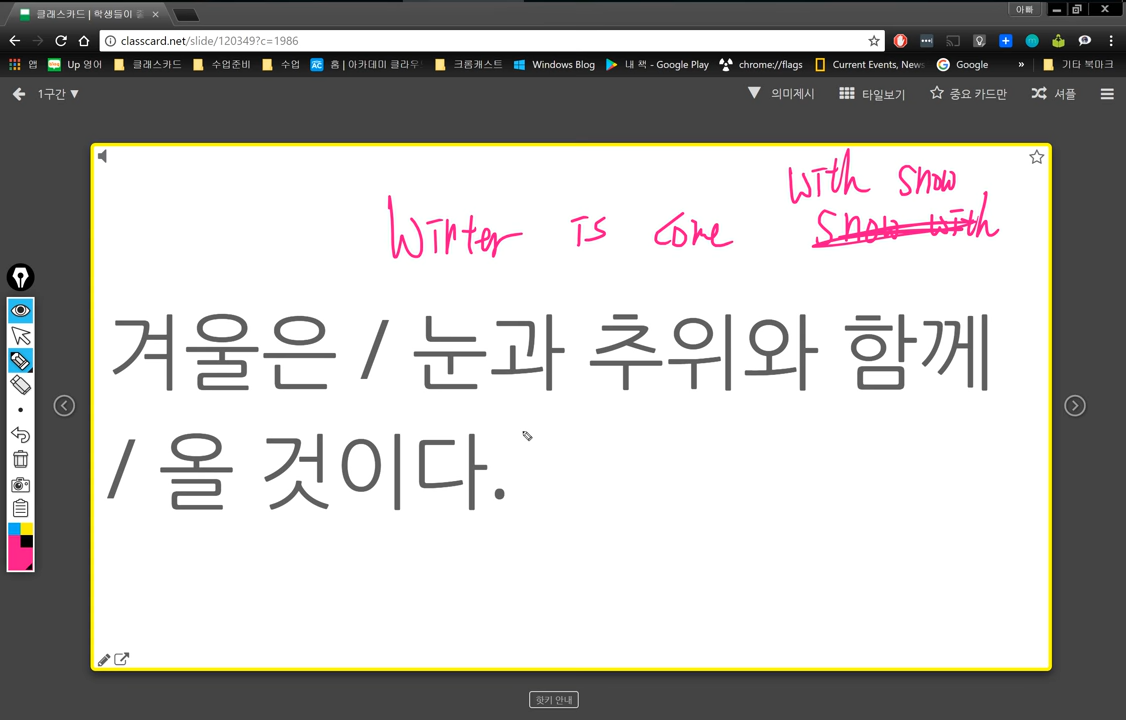 클래스카드 | 학생들이 즐
아빠
classcard.net/slide/120349?c=1986
앱 Up 영어 클래스카드 수업준비 수업 홈 | 아카데미 클라우 크롬캐스트 Windows Blog 내 책 - Google Play chrome://flags Current Events, News Google » 기타 북마크
1구간 ▼ ▼ 의미제시 타일보기 중요 카드만 셔플
with snow
Winter is come snow with
겨울은 / 눈과 추위와 함께
/ 올 것이다.
핫키 안내